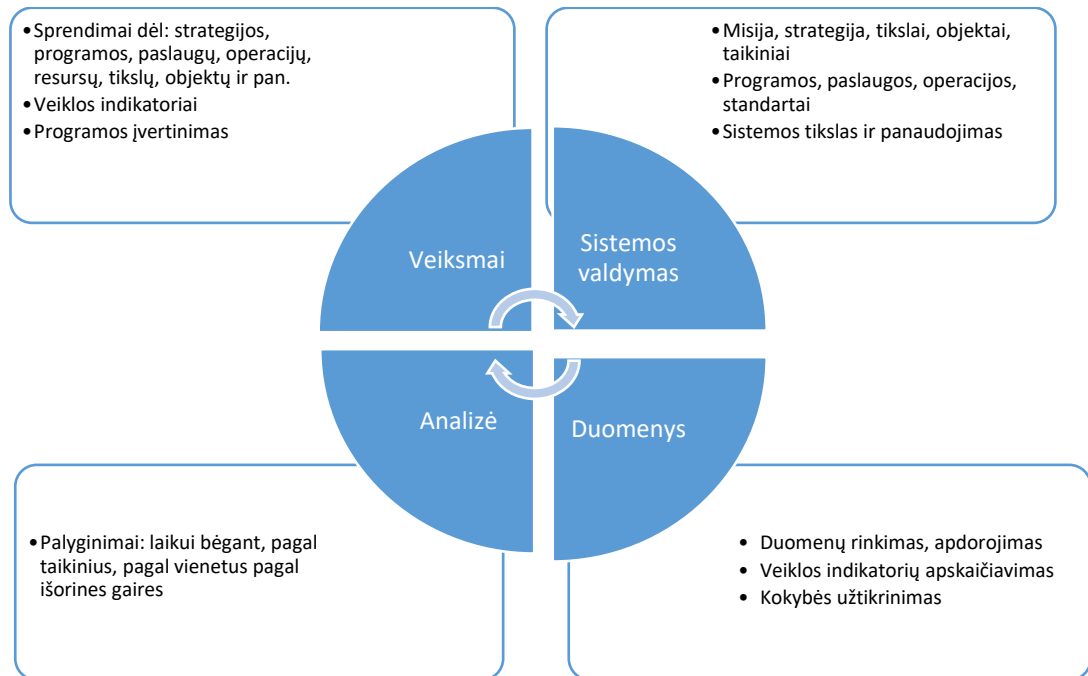 •Sprendimai dėl: strategijos,
programos, paslaugų, operacijų,
resursų, tikslų, objektų ir pan.
•Veiklos indikatoriai
•Programos įvertinimas
•Misija, strategija, tikslai, objektai,
taikiniai
•Programos, paslaugos, operacijos,
standartai
•Sistemos tikslas ir panaudojimas
Veiksmai
Sistemos
valdymas
Analizė
Duomenys
•Palyginimai: laikui bėgant, pagal
taikinius, pagal vienetus pagal
išorines gaires
• Duomenų rinkimas, apdorojimas
• Veiklos indikatorių apskaičiavimas
• Kokybės užtikrinimas